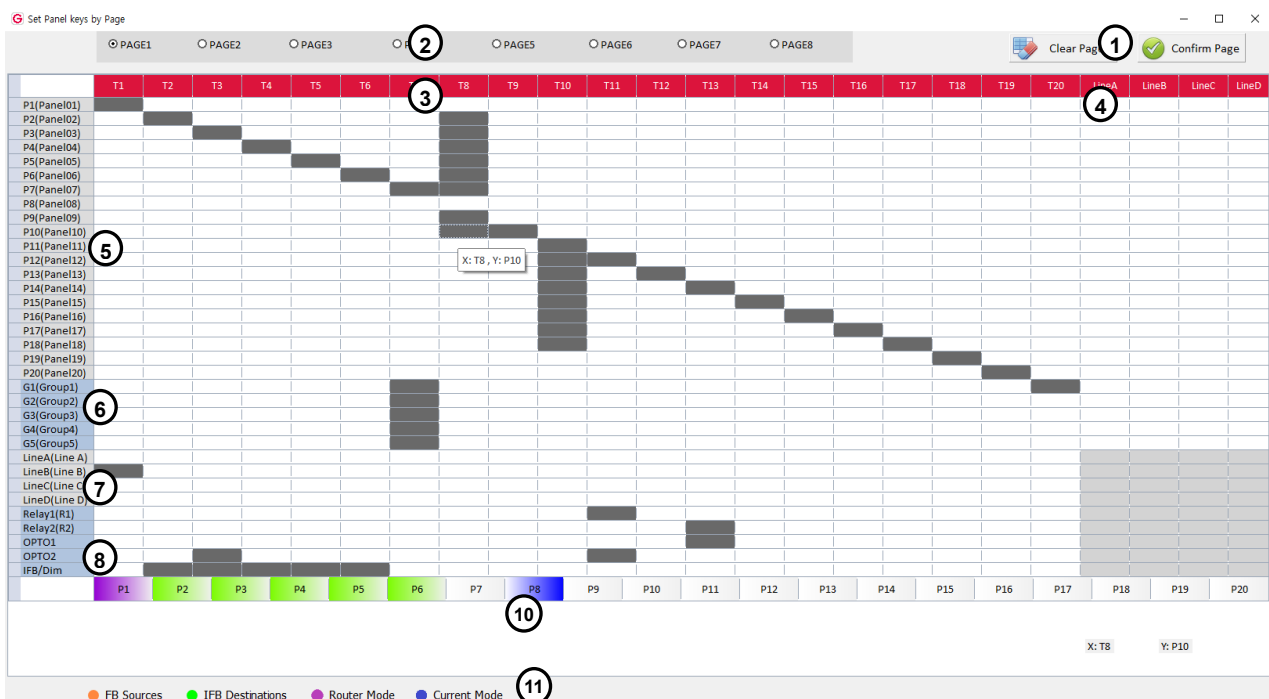 G Set Panel keys by Page
PAGE1 PAGE2 PAGE3 2 PAGE5 PAGE6 PAGE7 PAGE8 Clear Pag 1 Confirm Page
T1 T2 T3 T4 T5 T6 T8 T9 T10 T11 T12 T13 T14 T15 T16 T17 T18 T19 T20 LineA LineB LineC LineD
3 4
P1(Panel01)
P2(Panel02)
P3(Panel03)
P4(Panel04)
P5(Panel05)
P6(Panel06)
P7(Panel07)
P8(Panel08)
P9(Panel09)
P10(Panel10)
P11(Panel11) 5
P12(Panel12) X: T8 , Y: P10
P13(Panel13)
P14(Panel14)
P15(Panel15)
P16(Panel16)
P17(Panel17)
P18(Panel18)
P19(Panel19)
P20(Panel20)
G1(Group1)
G2(Group2) 6
G3(Group3)
G4(Group4)
G5(Group5)
LineA(Line A)
LineB(Line B)
LineC(Line C 7
LineD(Line D)
Relay1(R1)
Relay2(R2)
OPTO1
OPTO2 8
IFB/Dim
P1 P2 P3 P4 P5 P6 P7 P8 P9 P10 P11 P12 P13 P14 P15 P16 P17 P18 P19 P20
10
X: T8 Y: P10
FB Sources IFB Destinations Router Mode Current Mode 11